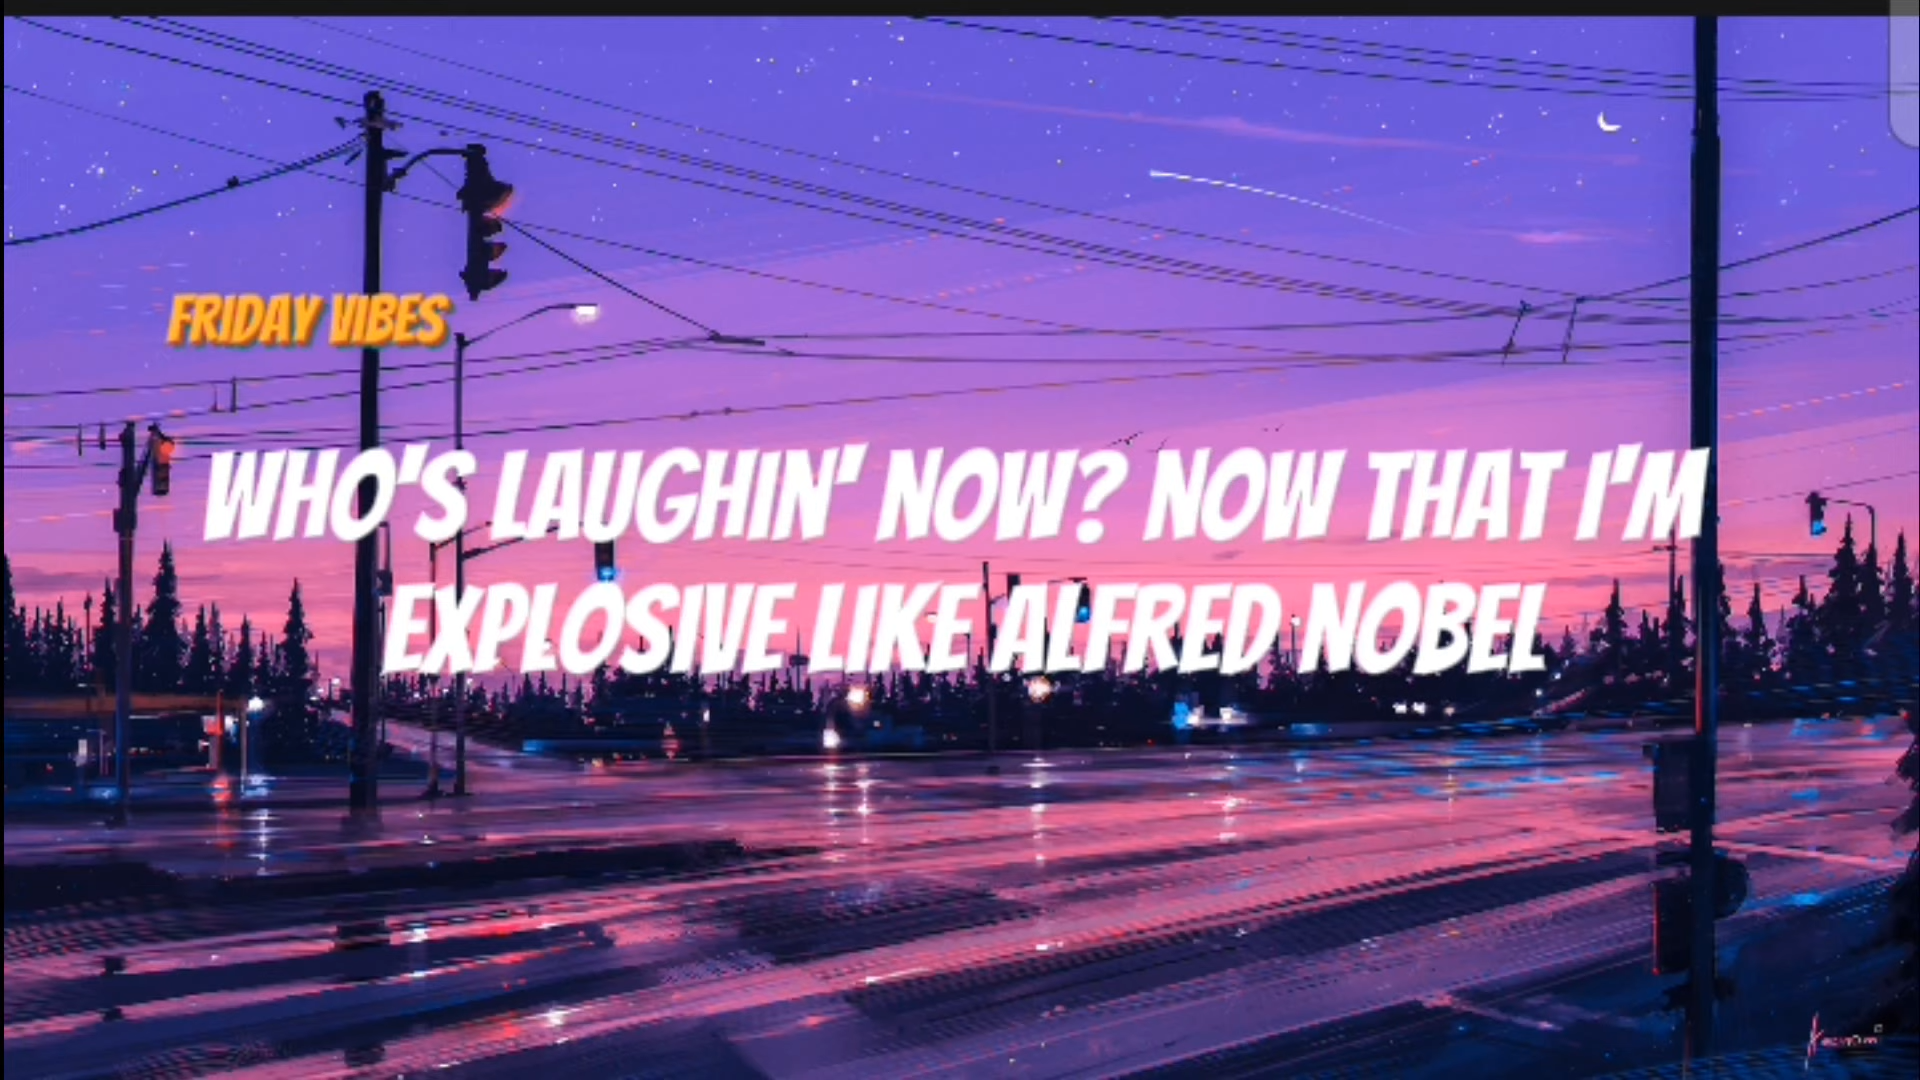 FRIDAY VIBES
WHO'S LAUGHIN' NOW? NOW THAT I'M
EXPLOSIVE LIKE ALFRED NOBEL